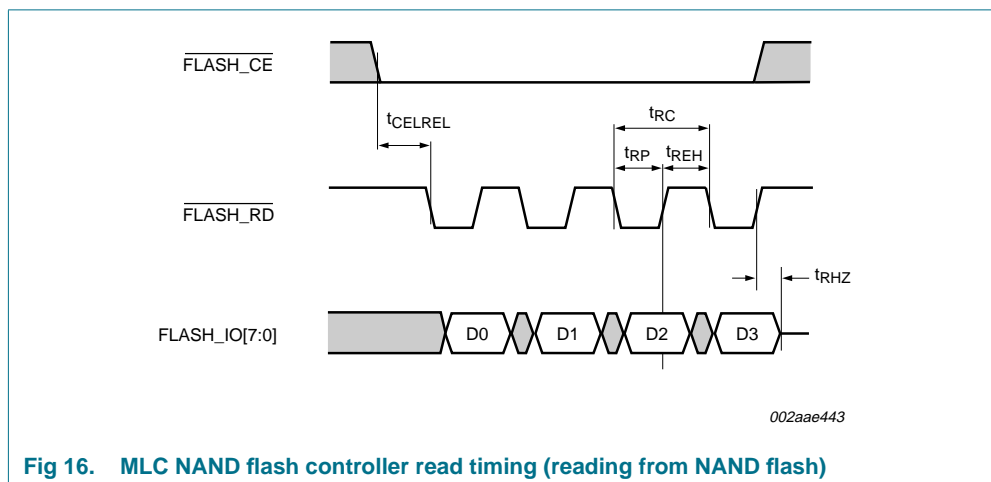 FLASH_CE
tCELREL
tRC
tRP
tREH
FLASH_RD
tRHZ
FLASH_IO[7:0]
D0
D1
D2
D3
002aae443
Fig 16. MLC NAND flash controller read timing (reading from NAND flash)